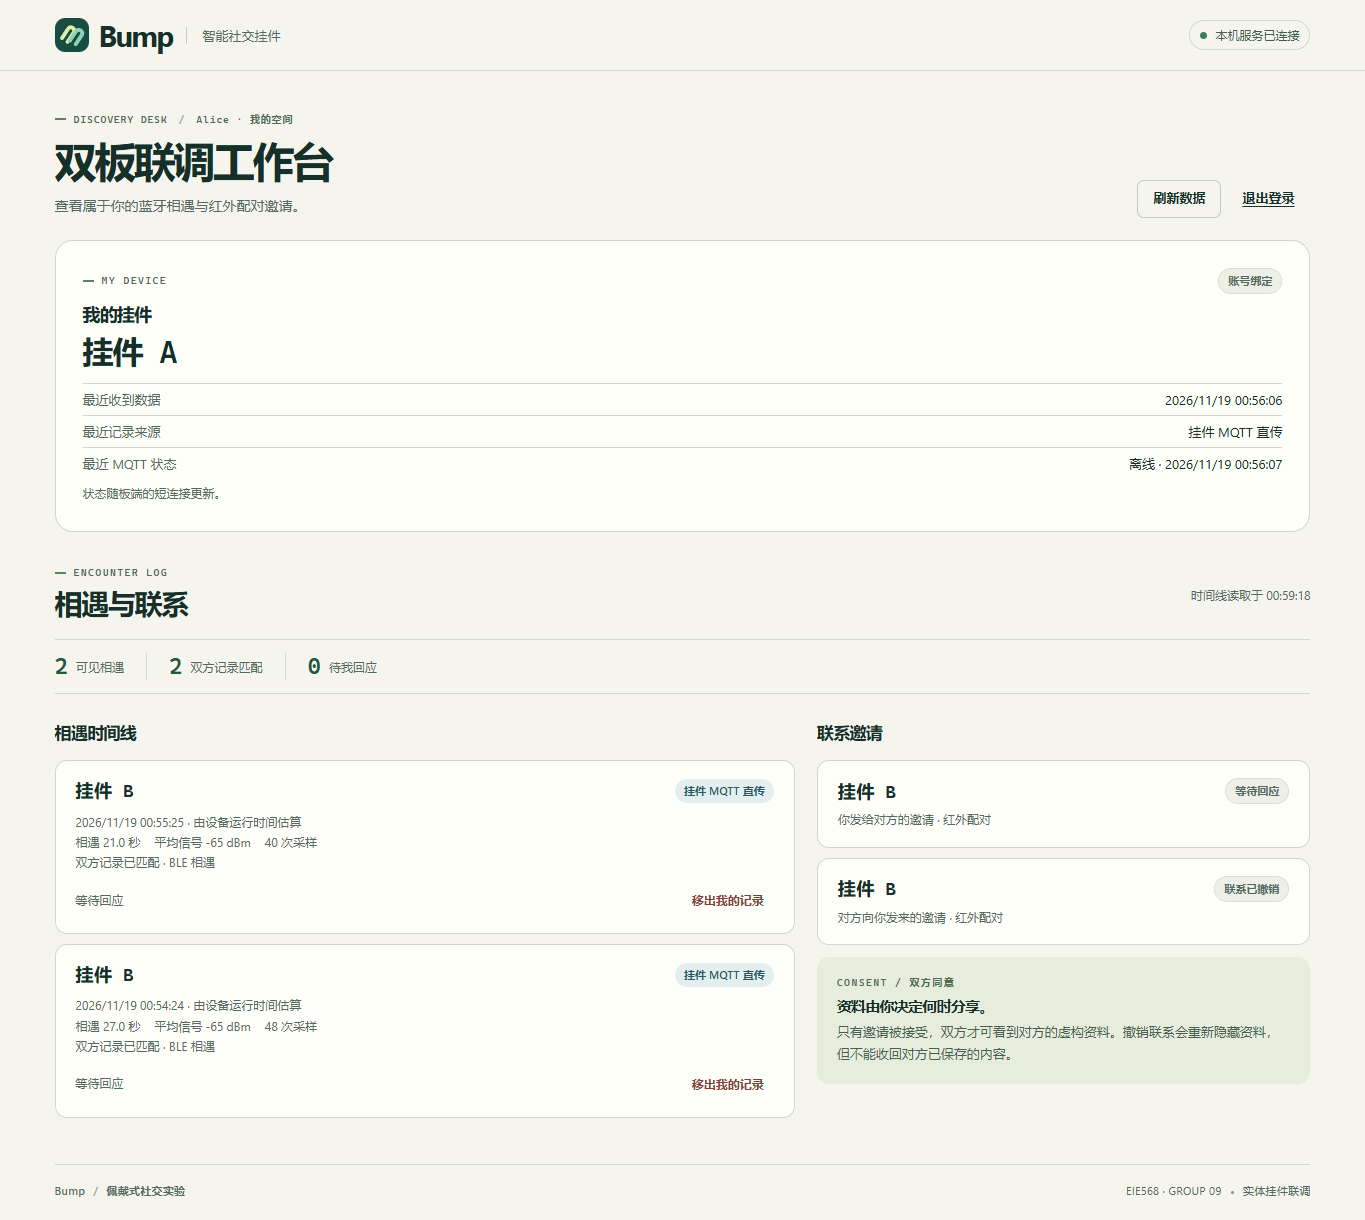 Bump
智能社交挂件
本机服务已连接
DISCOVERY DESK / Alice · 我的空间
双板联调工作台
查看属于你的蓝牙相遇与红外配对邀请。
刷新数据
退出登录
MY DEVICE
账号绑定
我的挂件
挂件 A
最近收到数据 2026/11/19 00:56:06
最近记录来源 挂件 MQTT 直传
最近 MQTT 状态 离线 · 2026/11/19 00:56:07
状态随板端的短连接更新。
ENCOUNTER LOG
相遇与联系
时间线读取于 00:59:18
2 可见相遇 2 双方记录匹配 0 待我回应
相遇时间线
挂件 B
挂件 MQTT 直传
2026/11/19 00:55:25 · 由设备运行时间估算
相遇 21.0 秒 平均信号 -65 dBm 40 次采样
双方记录已匹配 · BLE 相遇
等待回应
移出我的记录
挂件 B
挂件 MQTT 直传
2026/11/19 00:54:24 · 由设备运行时间估算
相遇 27.0 秒 平均信号 -65 dBm 48 次采样
双方记录已匹配 · BLE 相遇
等待回应
移出我的记录
联系邀请
挂件 B
等待回应
你发给对方的邀请 · 红外配对
挂件 B
联系已撤销
对方向你发来的邀请 · 红外配对
CONSENT / 双方同意
资料由你决定何时分享。
只有邀请被接受，双方才可看到对方的虚构资料。撤销联系会重新隐藏资料，
但不能收回对方已保存的内容。
Bump / 佩戴式社交实验
EIE568 · GROUP 09 • 实体挂件联调